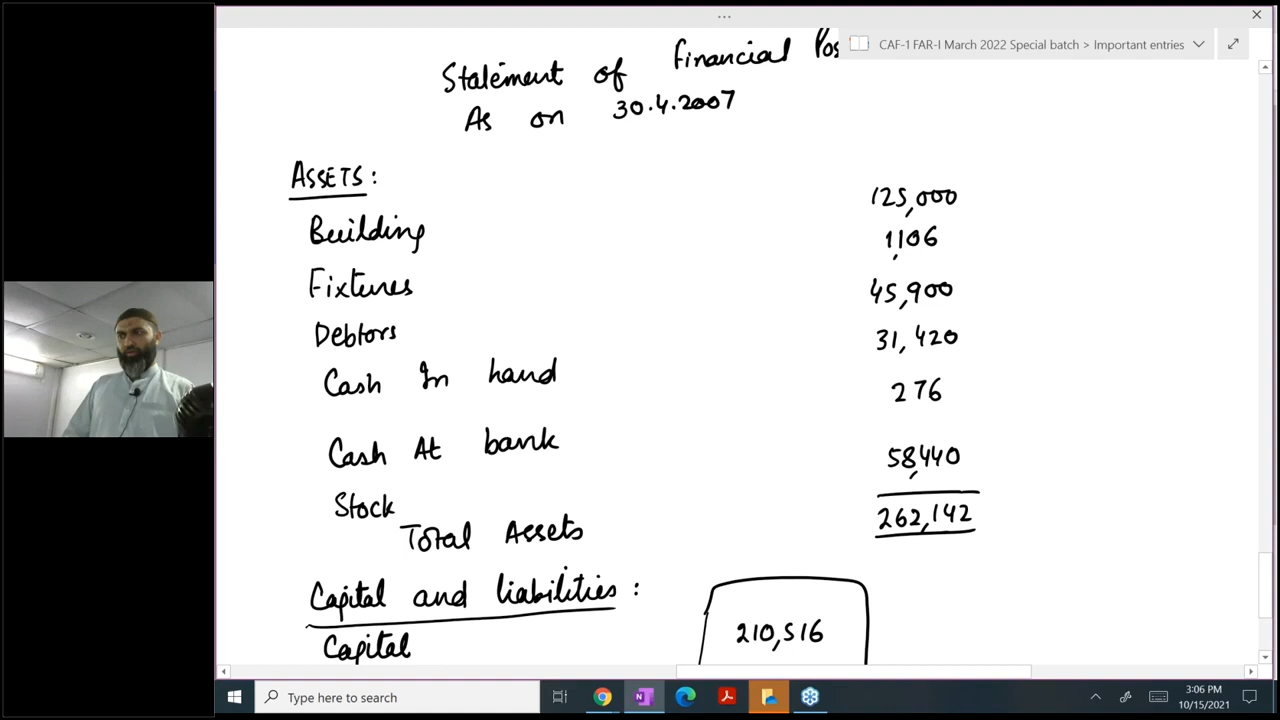 CAF-1 FAR-I March 2022 Special batch > Important entries
Statement of Financial Pos
As on 30.4.2007
ASSETS:
125,000
Building
1,106
Fixtures
45,900
Debtors
31,420
Cash In hand
276
Cash At bank
58,440
Stock
Total Assets 262,142
Capital and liabilities:
210,516
Capital
Type here to search
3:06 PM
10/15/2021